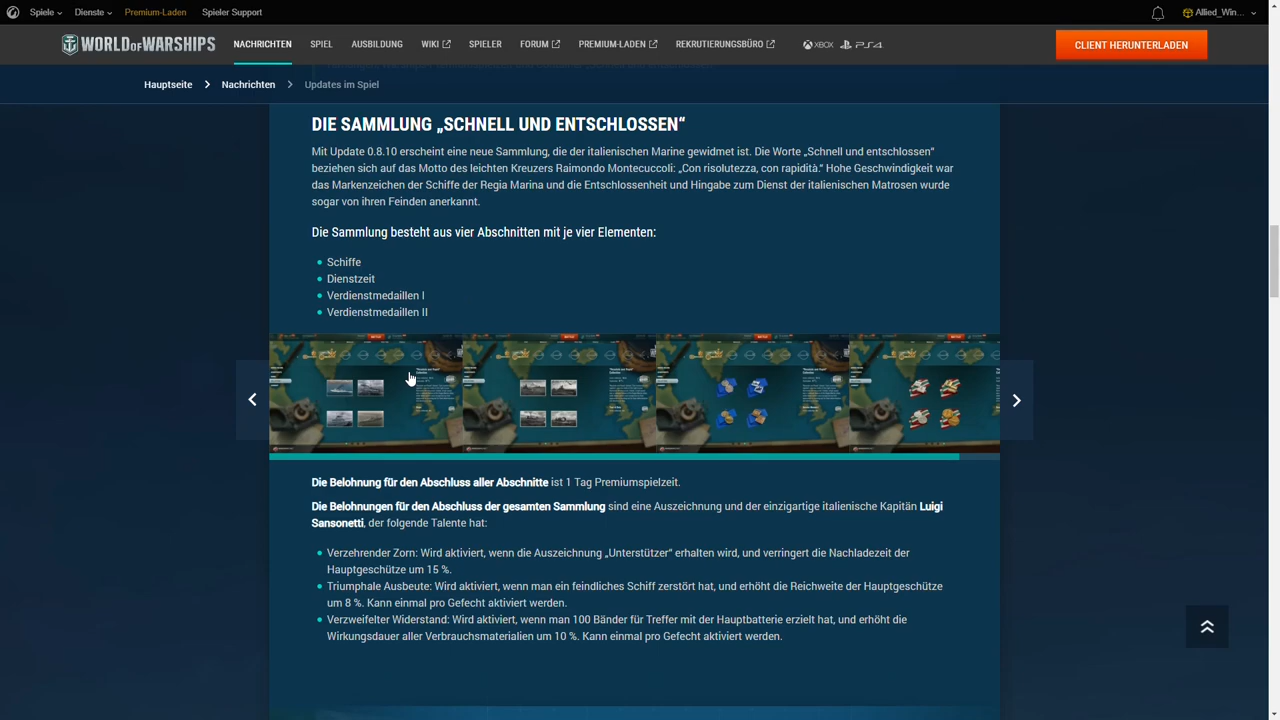 Spiele Dienste Premium-Laden Spieler Support Allied_Win...
WORLD OF WARSHIPS NACHRICHTEN SPIEL AUSBILDUNG WIKI SPIELER FORUM PREMIUM-LADEN REKRUTIERUNGSBÜRO XBOX PS4 CLIENT HERUNTERLADEN
Hauptseite Nachrichten Updates im Spiel
DIE SAMMLUNG „SCHNELL UND ENTSCHLOSSEN“
Mit Update 0.8.10 erscheint eine neue Sammlung, die der italienischen Marine gewidmet ist. Die Worte „Schnell und entschlossen“
beziehen sich auf das Motto des leichten Kreuzers Raimondo Montecuccoli: „Con risolutezza, con rapidità.“ Hohe Geschwindigkeit war
das Markenzeichen der Schiffe der Regia Marina und die Entschlossenheit und Hingabe zum Dienst der italienischen Matrosen wurde
sogar von ihren Feinden anerkannt.
Die Sammlung besteht aus vier Abschnitten mit je vier Elementen:
Schiffe
Dienstzeit
Verdienstmedaillen I
Verdienstmedaillen II
Die Belohnung für den Abschluss aller Abschnitte ist 1 Tag Premiumspielzeit.
Die Belohnungen für den Abschluss der gesamten Sammlung sind eine Auszeichnung und der einzigartige italienische Kapitän Luigi
Sansonetti, der folgende Talente hat:
Verzehrender Zorn: Wird aktiviert, wenn die Auszeichnung „Unterstützer“ erhalten wird, und verringert die Nachladezeit der
Hauptgeschütze um 15 %.
Triumphale Ausbeute: Wird aktiviert, wenn man ein feindliches Schiff zerstört hat, und erhöht die Reichweite der Hauptgeschütze
um 8 %. Kann einmal pro Gefecht aktiviert werden.
Verzweifelter Widerstand: Wird aktiviert, wenn man 100 Bänder für Treffer mit der Hauptbatterie erzielt hat, und erhöht die
Wirkungsdauer aller Verbrauchsmaterialien um 10 %. Kann einmal pro Gefecht aktiviert werden.